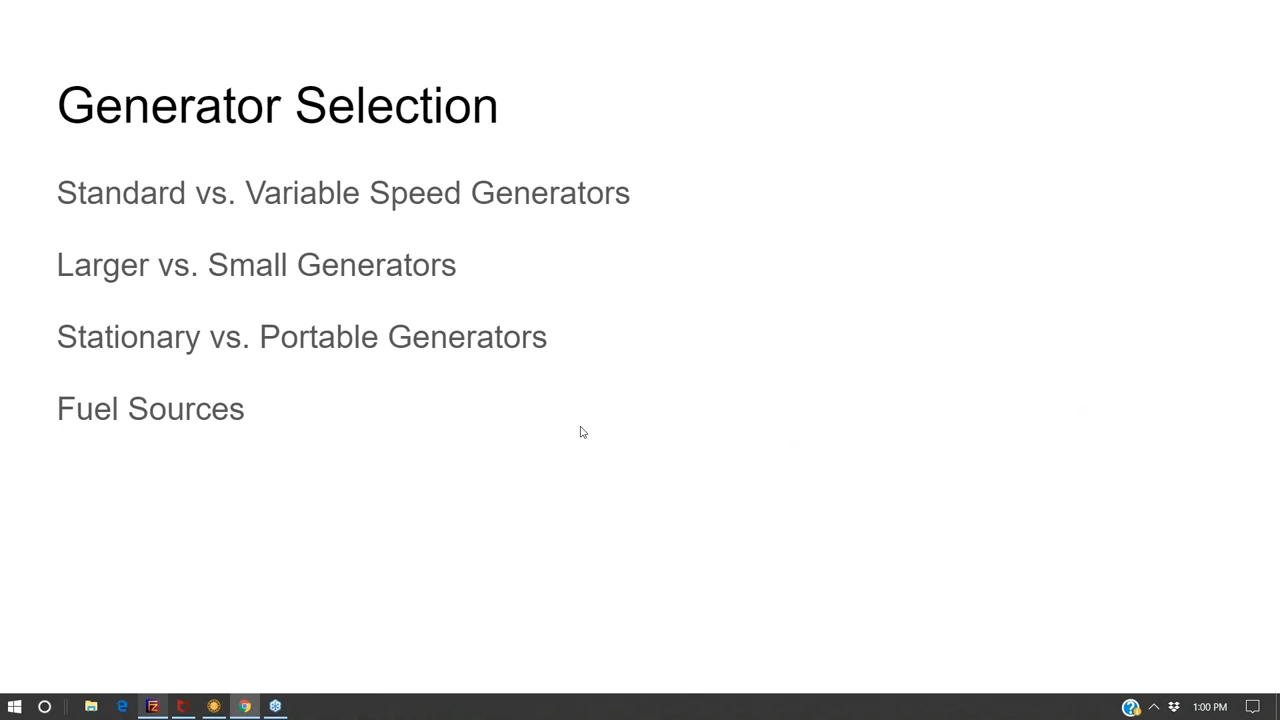 Generator Selection
Standard vs. Variable Speed Generators
Larger vs. Small Generators
Stationary vs. Portable Generators
Fuel Sources
1:00 PM